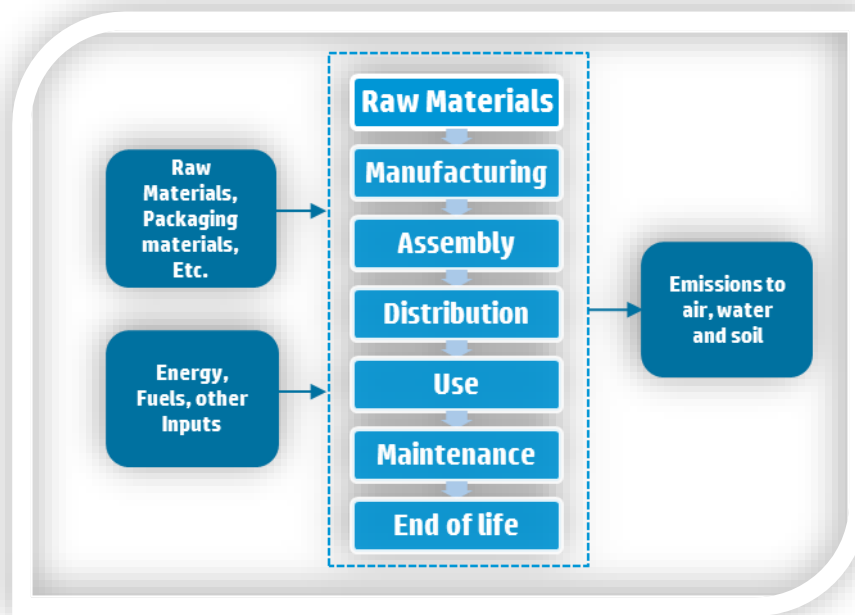 Raw
Materials,
Packaging
materials,
Etc.
Energy,
Fuels, other
Inputs
Raw Materials
Manufacturing
Assembly
Distribution
Use
Maintenance
End of life
Emissions to
air, water
and soil